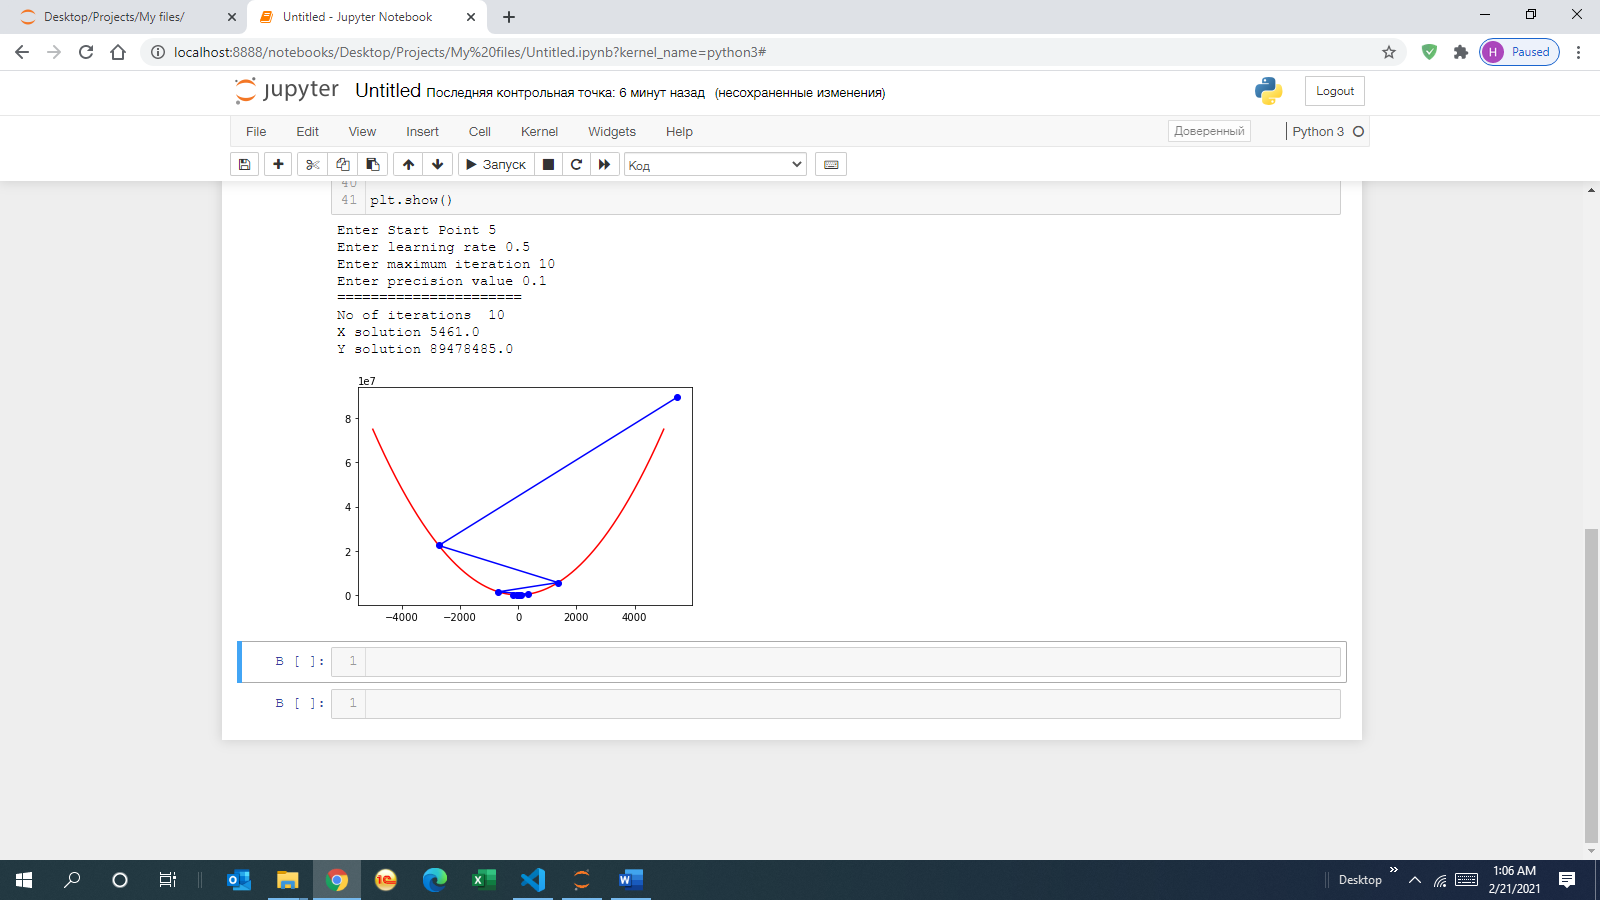 Desktop/Projects/My files/
Untitled - Jupyter Notebook
localhost:8888/notebooks/Desktop/Projects/My%20files/Untitled.ipynb?kernel_name=python3#
H Paused
jupyter Untitled Последняя контрольная точка: 6 минут назад (несохраненные изменения)
Logout
File Edit View Insert Cell Kernel Widgets Help
Доверенный Python 3
Запуск Код
40
41 plt.show()
Enter Start Point 5
Enter learning rate 0.5
Enter maximum iteration 10
Enter precision value 0.1
======================
No of iterations  10
X solution 5461.0
Y solution 89478485.0
1e7
8
6
4
2
0
−4000 −2000 0 2000 4000
B [ ]: 1
B [ ]: 1
Desktop
1:06 AM
2/21/2021